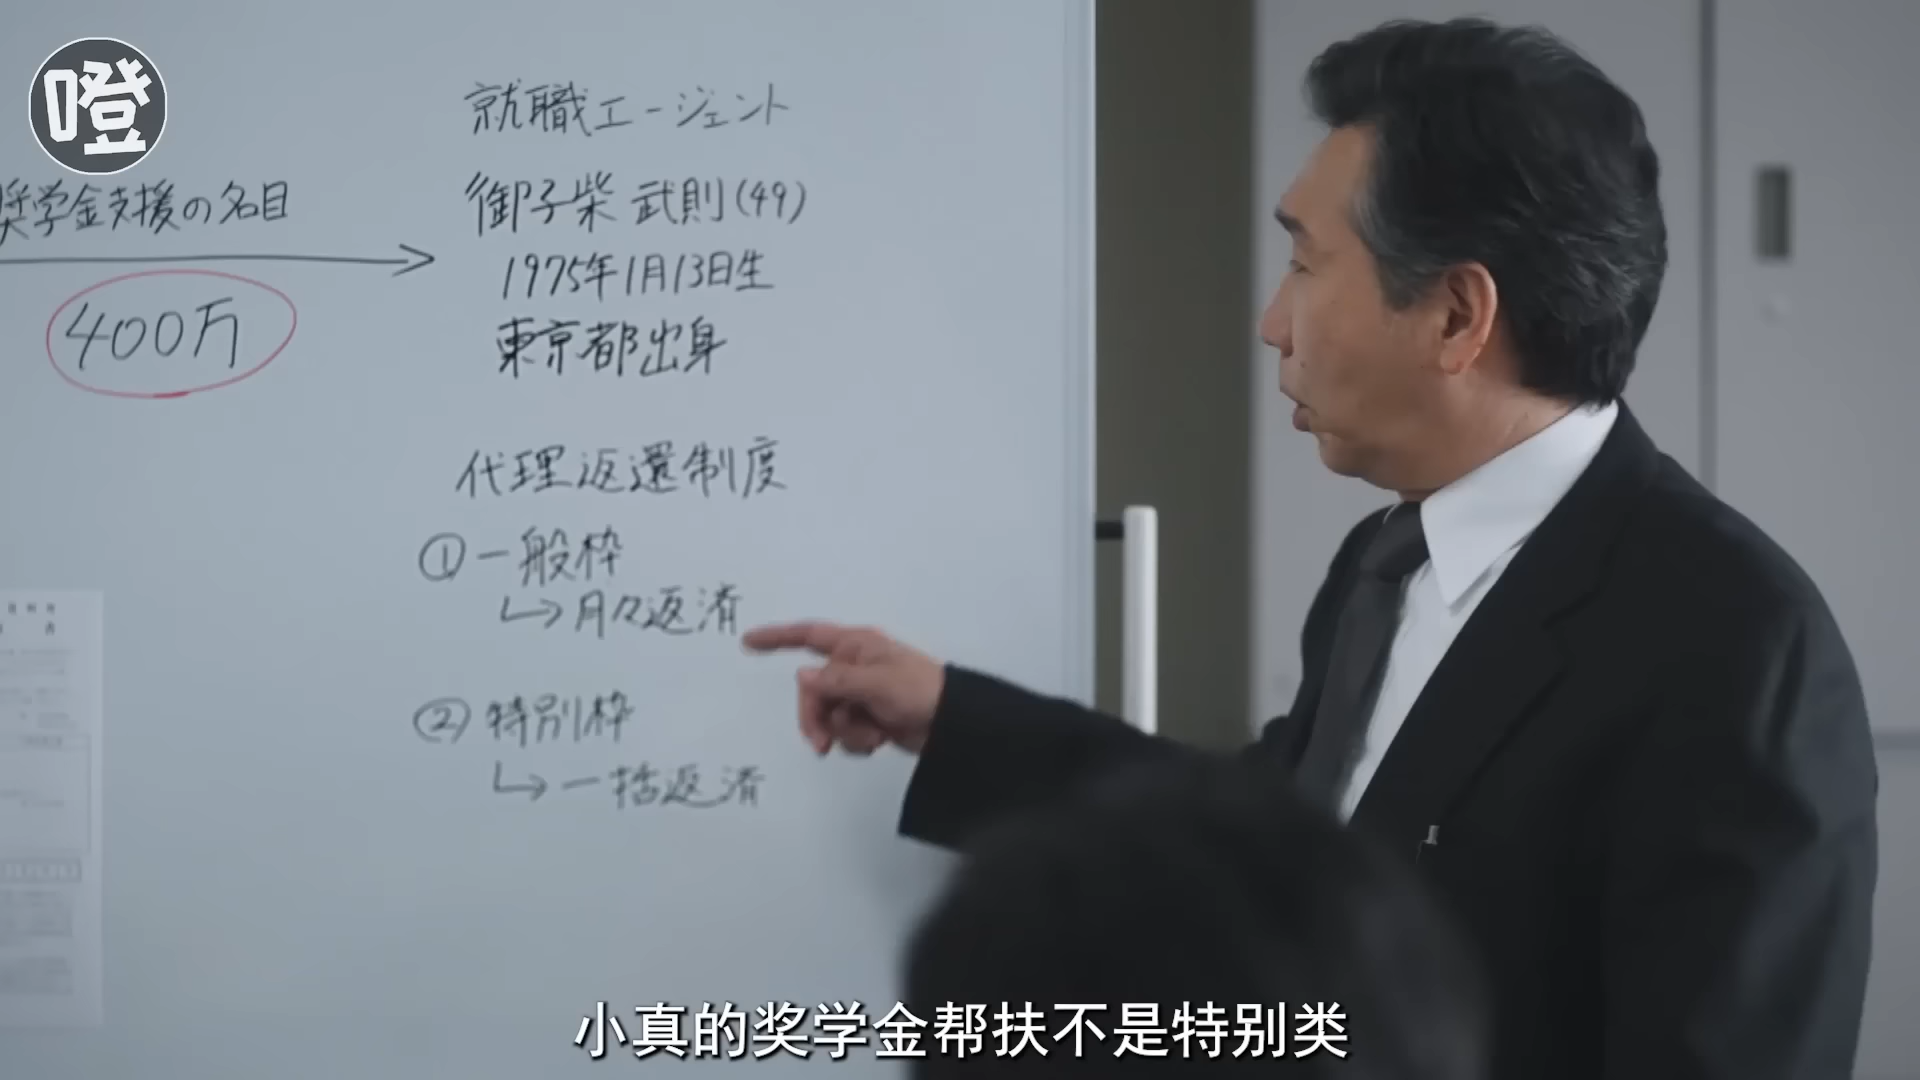 噔
奨学金支援の名目
400万
就職エージェント
御子柴 武則(49)
1975年1月13日生
東京都出身
代理返還制度
①一般枠
↳月々返済
②特別枠
↳一括返済
小真的奖学金帮扶不是特别类